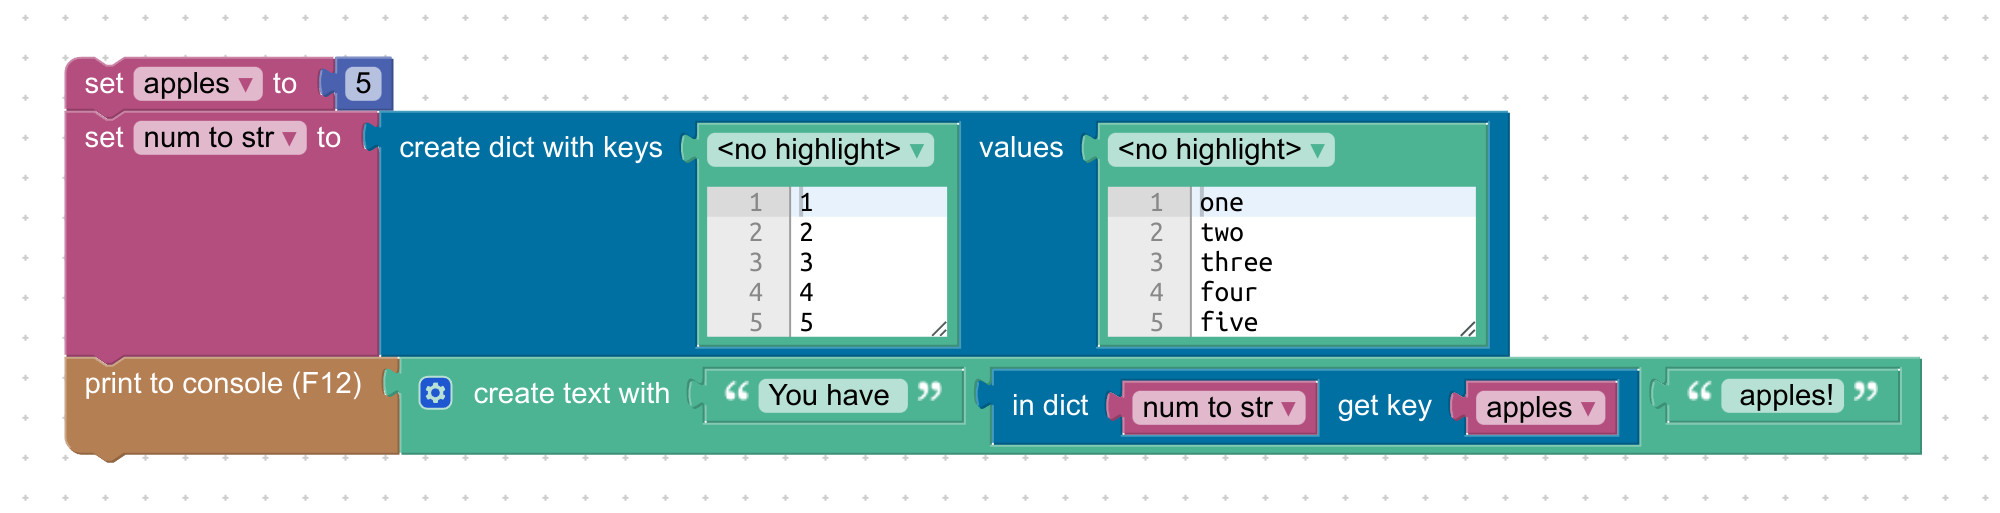 set apples ▾ to 5
set num to str ▾ to create dict with keys <no highlight> ▾ values <no highlight> ▾
1 1 1 one
2 2 2 two
3 3 3 three
4 4 4 four
5 5 5 five
print to console (F12) create text with “ You have ” in dict num to str ▾ get key apples ▾ “ apples! ”